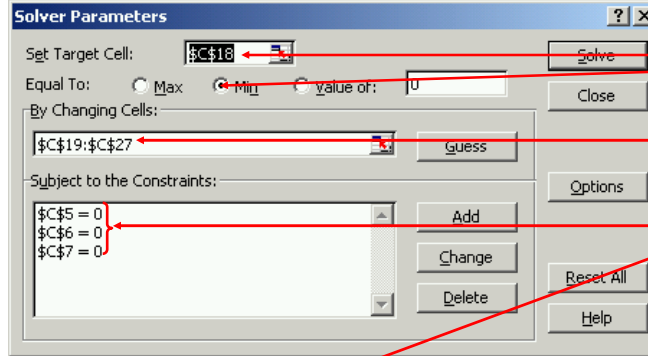 Solver Parameters ? X
Set Target Cell: $C$18 Solve
Equal To: Max Min Value of: 0 Close
By Changing Cells:
$C$19:$C$27 Guess
Subject to the Constraints: Options
$C$5 = 0 Add
$C$6 = 0
$C$7 = 0 Change
Reset All
Delete
Help